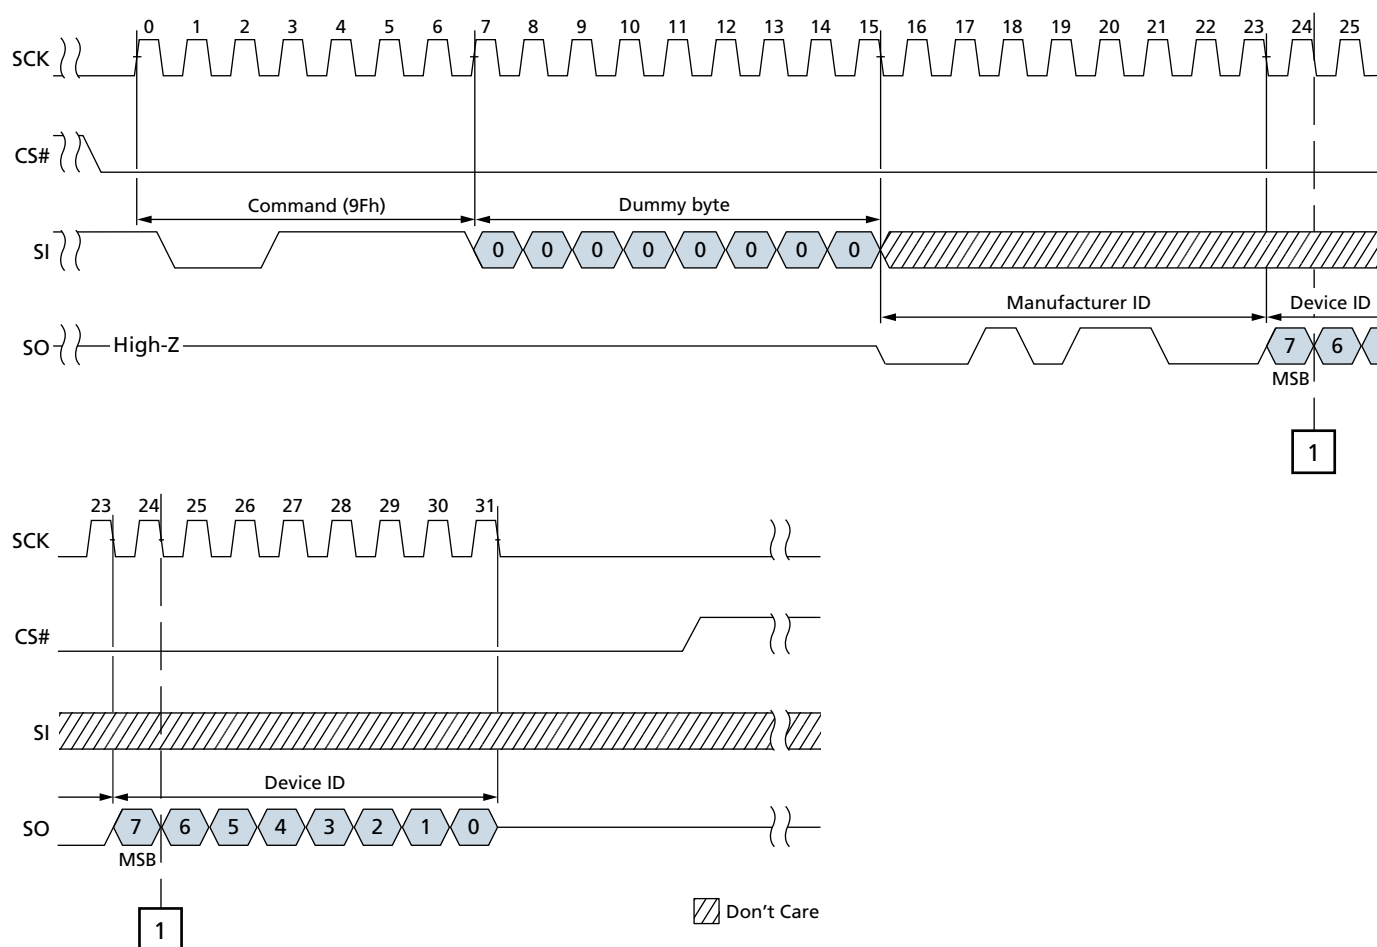 0 1 2 3 4 5 6 7 8 9 10 11 12 13 14 15 16 17 18 19 20 21 22 23 24 25
SCK
CS#
Command (9Fh) Dummy byte
SI 0 0 0 0 0 0 0 0
Manufacturer ID Device ID
SO High-Z 7 6
MSB
1
23 24 25 26 27 28 29 30 31
SCK
CS#
SI
Device ID
SO 7 6 5 4 3 2 1 0
MSB
Don't Care
1